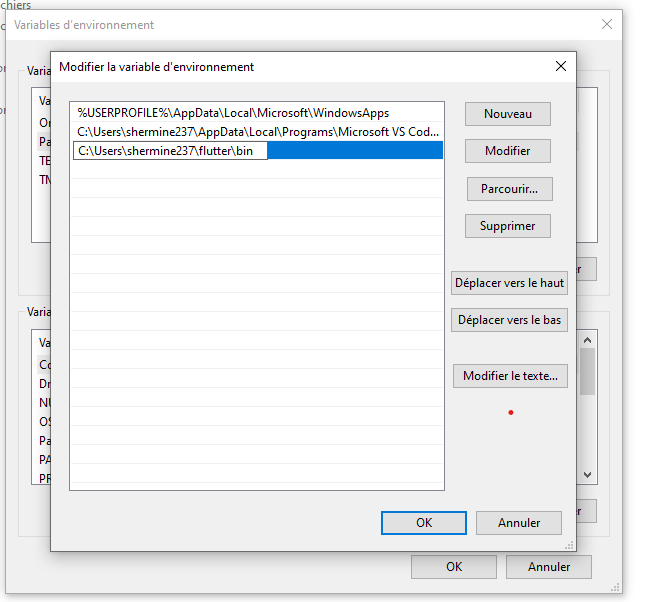 chiers
Variables d'environnement
Modifier la variable d'environnement
Varia
Va
Or
Pa
TE
TN
%USERPROFILE%\AppData\Local\Microsoft\WindowsApps
C:\Users\shermine237\AppData\Local\Programs\Microsoft VS Cod...
C:\Users\shermine237\flutter\bin
Nouveau
Modifier
Parcourir...
Supprimer
Déplacer vers le haut
Déplacer vers le bas
Modifier le texte...
er
Varia
Va
Co
Dr
NU
OS
Pa
PA
PR
er
OK
Annuler
OK
Annuler